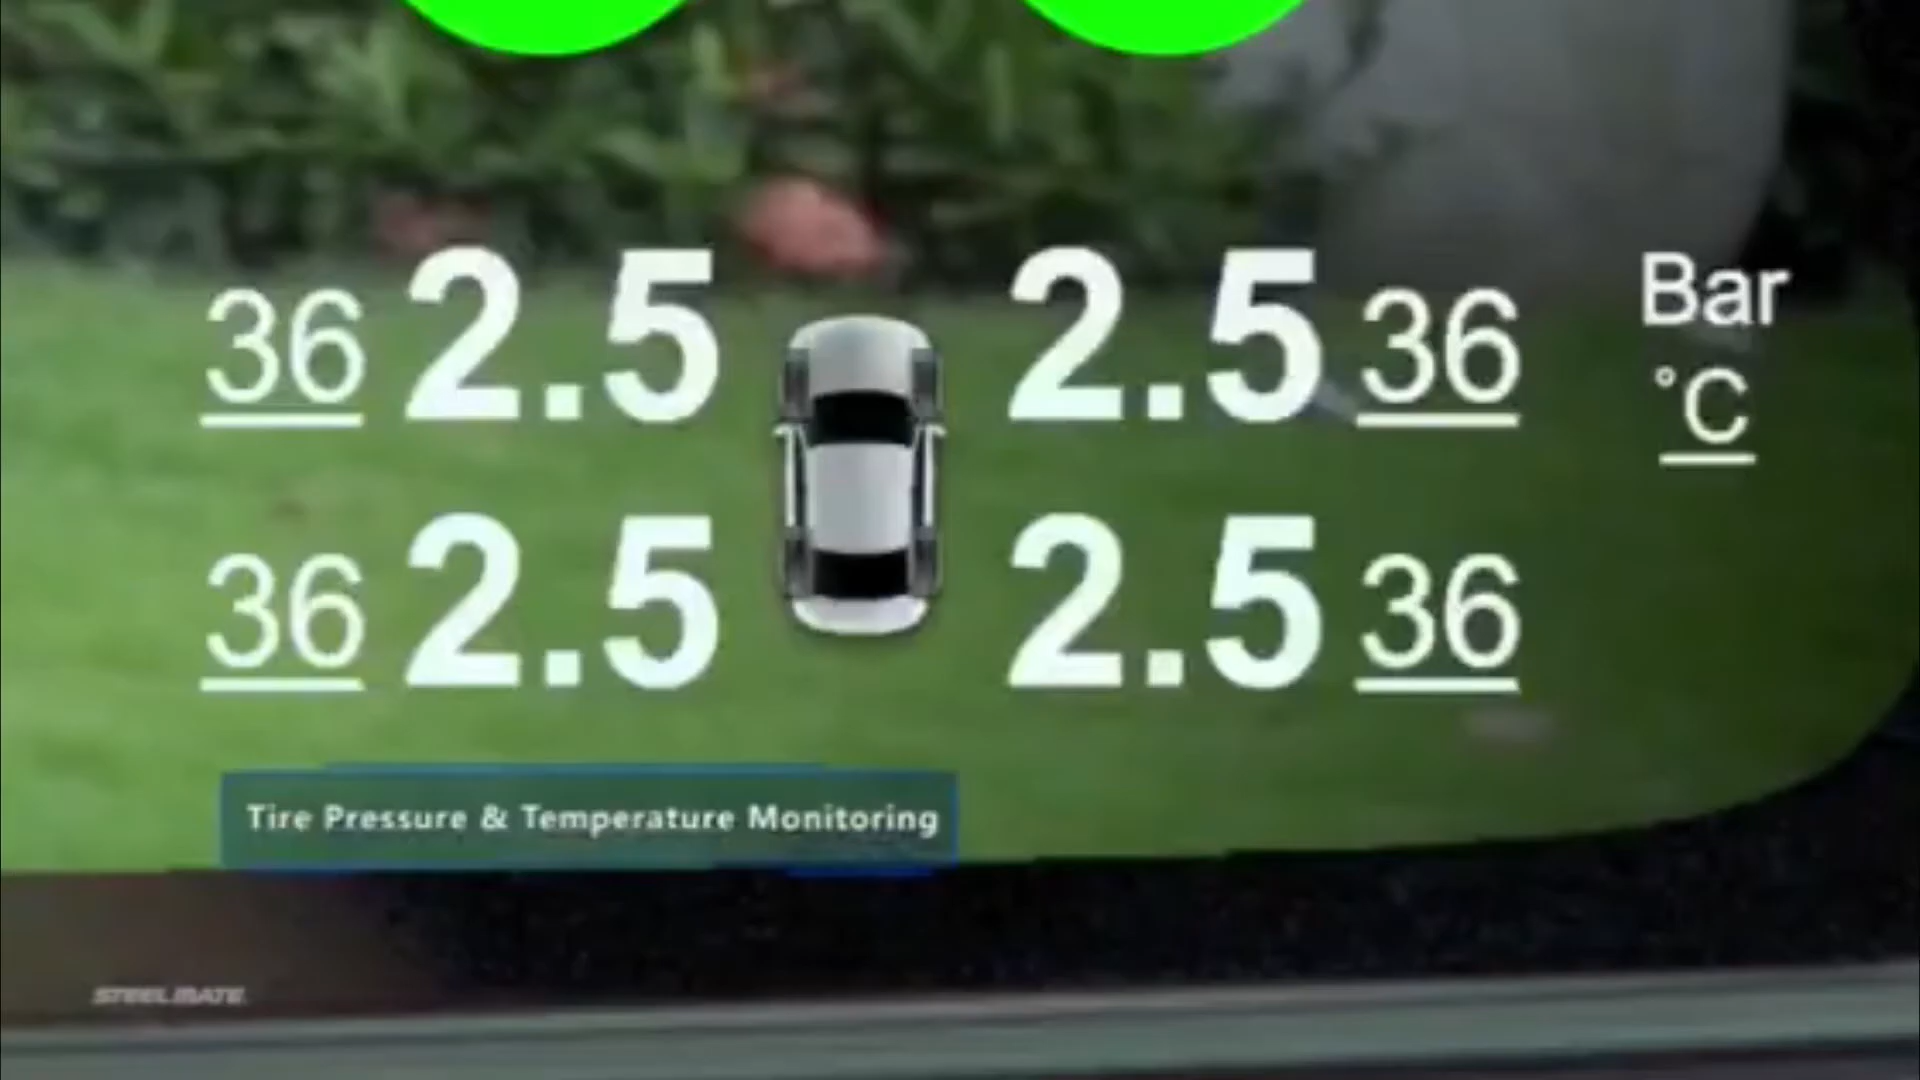 36 2.5 2.5 36 Bar
°C
36 2.5 2.5 36
Tire Pressure & Temperature Monitoring
STEELMATE